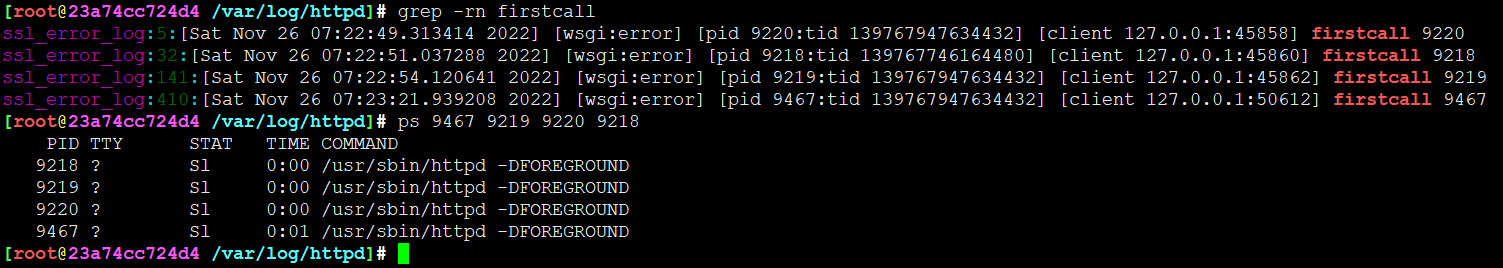 [root@23a74cc724d4 /var/log/httpd]# grep -rn firstcall
ssl_error_log:5:[Sat Nov 26 07:22:49.313414 2022] [wsgi:error] [pid 9220:tid 139767947634432] [client 127.0.0.1:45858] firstcall 9220
ssl_error_log:32:[Sat Nov 26 07:22:51.037288 2022] [wsgi:error] [pid 9218:tid 139767746164480] [client 127.0.0.1:45860] firstcall 9218
ssl_error_log:141:[Sat Nov 26 07:22:54.120641 2022] [wsgi:error] [pid 9219:tid 139767947634432] [client 127.0.0.1:45862] firstcall 9219
ssl_error_log:410:[Sat Nov 26 07:23:21.939208 2022] [wsgi:error] [pid 9467:tid 139767947634432] [client 127.0.0.1:50612] firstcall 9467
[root@23a74cc724d4 /var/log/httpd]# ps 9467 9219 9220 9218
PID TTY STAT TIME COMMAND
9218 ? Sl 0:00 /usr/sbin/httpd -DFOREGROUND
9219 ? Sl 0:00 /usr/sbin/httpd -DFOREGROUND
9220 ? Sl 0:00 /usr/sbin/httpd -DFOREGROUND
9467 ? Sl 0:01 /usr/sbin/httpd -DFOREGROUND
[root@23a74cc724d4 /var/log/httpd]#